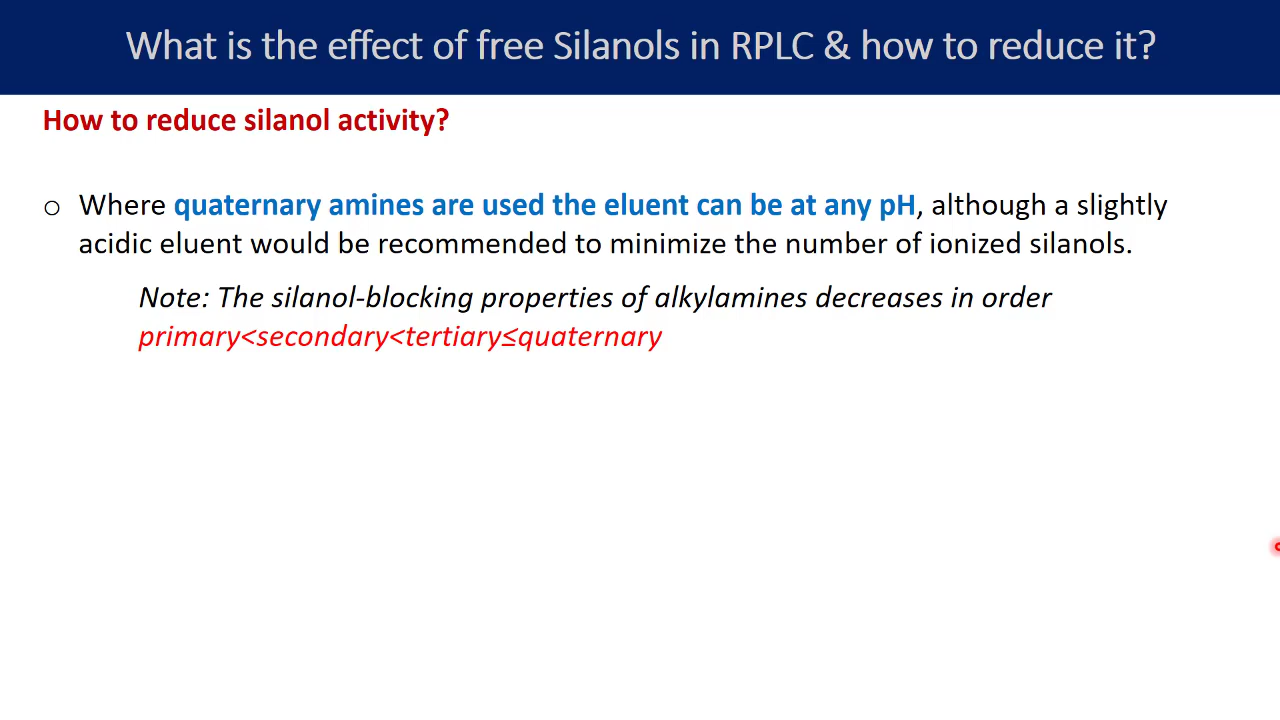 What is the effect of free Silanols in RPLC & how to reduce it?
How to reduce silanol activity?
o Where quaternary amines are used the eluent can be at any pH, although a slightly
acidic eluent would be recommended to minimize the number of ionized silanols.
Note: The silanol-blocking properties of alkylamines decreases in order
primary<secondary<tertiary≤quaternary